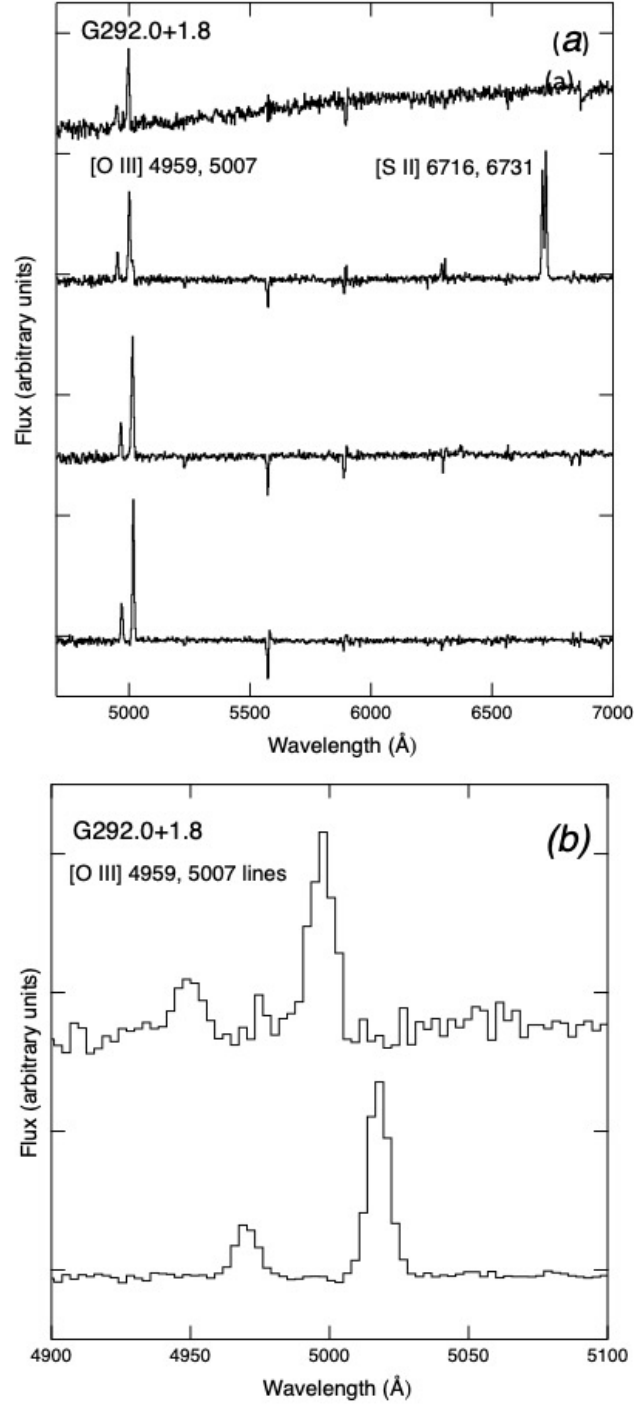 G292.0+1.8
(a)
(a)
[O III] 4959, 5007
[S II] 6716, 6731
Flux (arbitrary units)
5000 5500 6000 6500 7000
Wavelength (Å)
G292.0+1.8
(b)
[O III] 4959, 5007 lines
Flux (arbitrary units)
4900 4950 5000 5050 5100
Wavelength (Å)